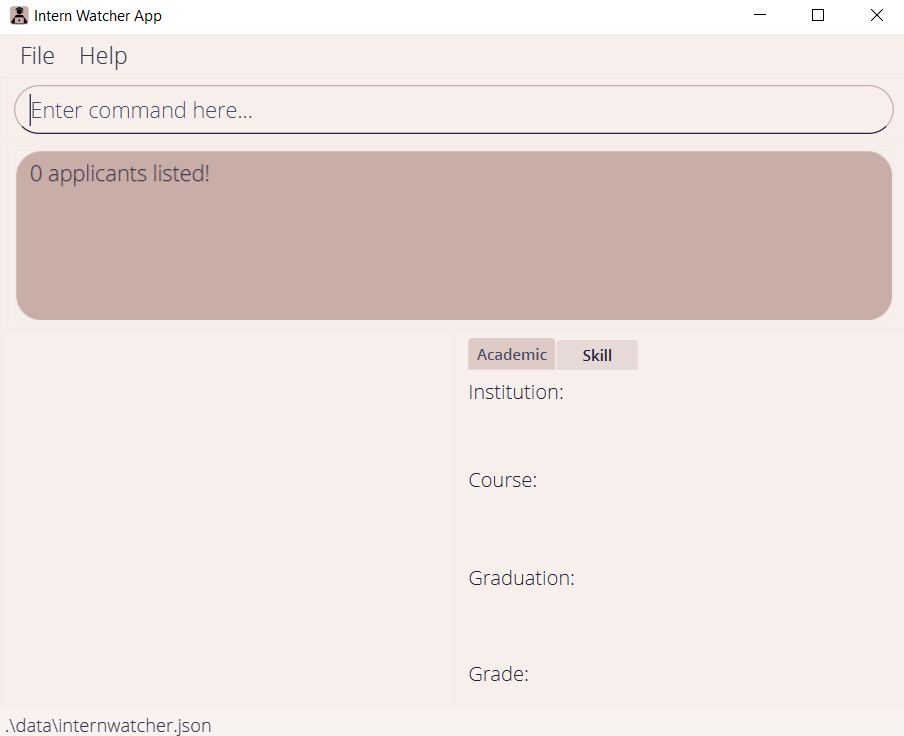 Intern Watcher App
File Help
Enter command here...
0 applicants listed!
Academic Skill
Institution:
Course:
Graduation:
Grade:
.\data\internwatcher.json